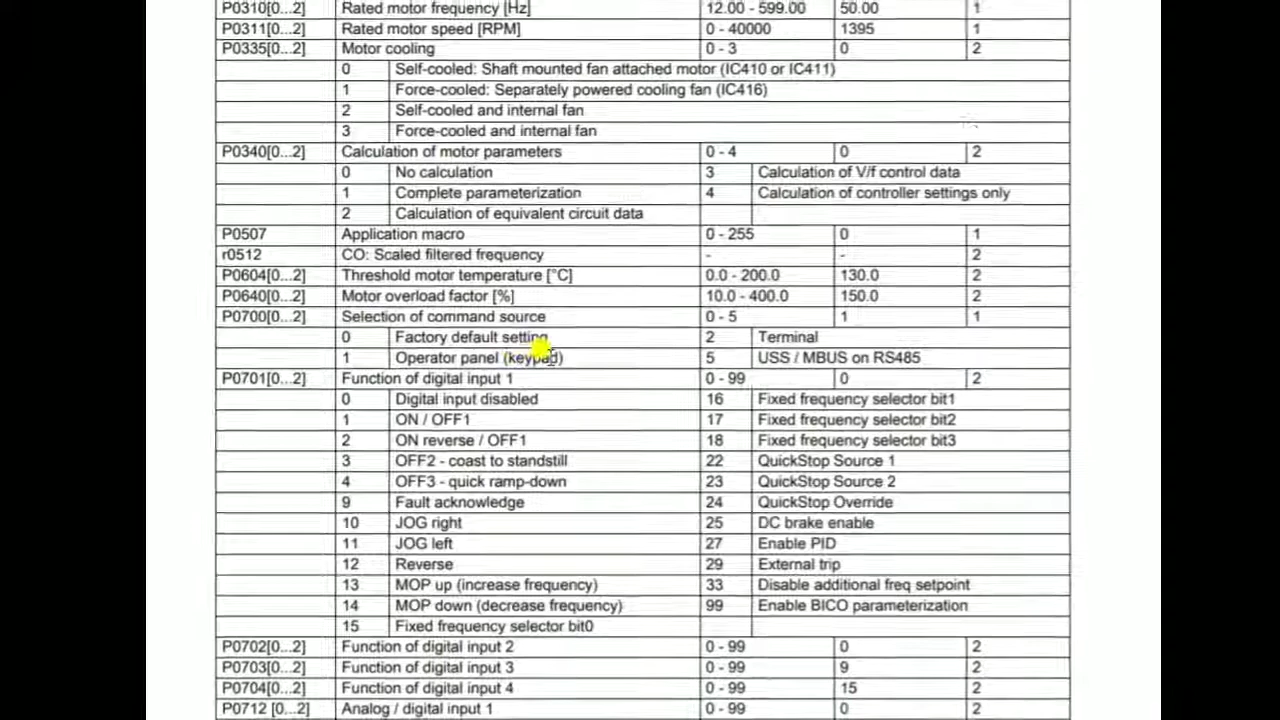 P0310[0...2] Rated motor frequency [Hz] 12.00 - 599.00 50.00 1
P0311[0...2] Rated motor speed [RPM] 0 - 40000 1395 1
P0335[0...2] Motor cooling 0 - 3 0 2
0 Self-cooled: Shaft mounted fan attached motor (IC410 or IC411)
1 Force-cooled: Separately powered cooling fan (IC416)
2 Self-cooled and internal fan
3 Force-cooled and internal fan
P0340[0...2] Calculation of motor parameters 0 - 4 0 2
0 No calculation 3 Calculation of V/f control data
1 Complete parameterization 4 Calculation of controller settings only
2 Calculation of equivalent circuit data
P0507 Application macro 0 - 255 0 1
r0512 CO: Scaled filtered frequency - - 2
P0604[0...2] Threshold motor temperature [°C] 0.0 - 200.0 130.0 2
P0640[0...2] Motor overload factor [%] 10.0 - 400.0 150.0 2
P0700[0...2] Selection of command source 0 - 5 1 1
0 Factory default setting 2 Terminal
1 Operator panel (keypad) 5 USS / MBUS on RS485
P0701[0...2] Function of digital input 1 0 - 99 0 2
0 Digital input disabled 16 Fixed frequency selector bit1
1 ON / OFF1 17 Fixed frequency selector bit2
2 ON reverse / OFF1 18 Fixed frequency selector bit3
3 OFF2 - coast to standstill 22 QuickStop Source 1
4 OFF3 - quick ramp-down 23 QuickStop Source 2
9 Fault acknowledge 24 QuickStop Override
10 JOG right 25 DC brake enable
11 JOG left 27 Enable PID
12 Reverse 29 External trip
13 MOP up (increase frequency) 33 Disable additional freq setpoint
14 MOP down (decrease frequency) 99 Enable BICO parameterization
15 Fixed frequency selector bit0
P0702[0...2] Function of digital input 2 0 - 99 0 2
P0703[0...2] Function of digital input 3 0 - 99 9 2
P0704[0...2] Function of digital input 4 0 - 99 15 2
P0712 [0...2] Analog / digital input 1 0 - 99 0 2